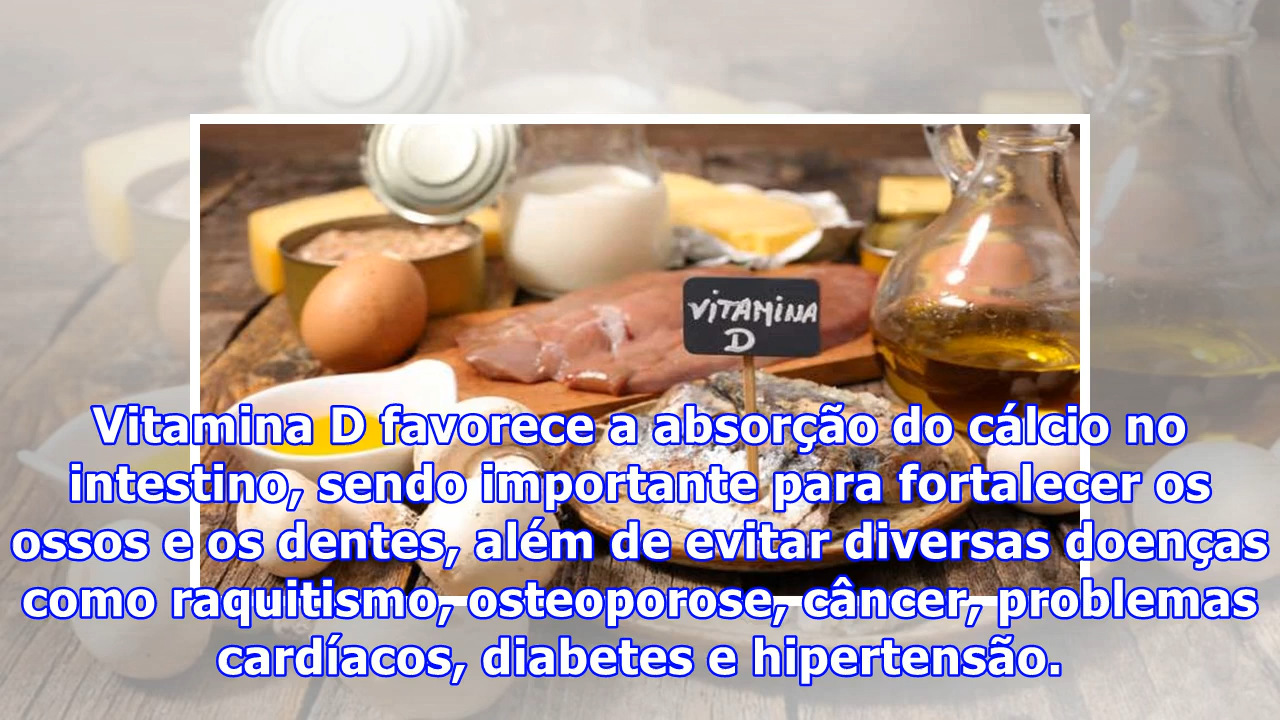 VITAMINA
D
Vitamina D favorece a absorção do cálcio no
intestino, sendo importante para fortalecer os
ossos e os dentes, além de evitar diversas doenças
como raquitismo, osteoporose, câncer, problemas
cardíacos, diabetes e hipertensão.